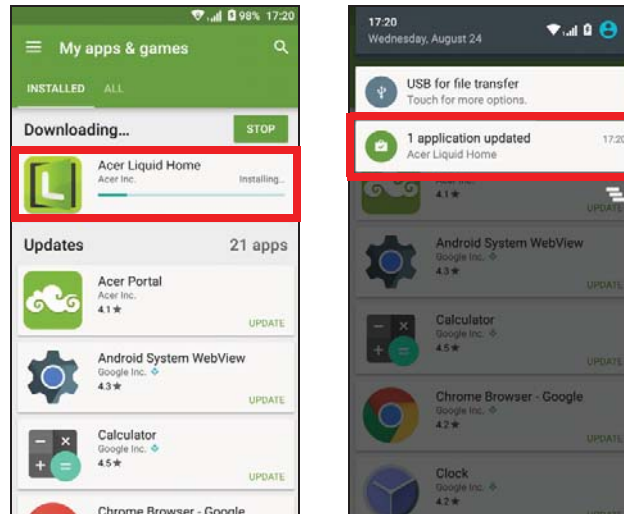 98% 17:20
My apps & games
INSTALLED ALL
Downloading... STOP
Acer Liquid Home
Acer Inc. Installing...
Updates 21 apps
Acer Portal
Acer Inc.
4.1★
UPDATE
Android System WebView
Google Inc.
4.3★
UPDATE
Calculator
Google Inc.
4.5★
UPDATE
Chrome Browser - Google
17:20
Wednesday, August 24
USB for file transfer
Touch for more options.
1 application updated 17:20
Acer Liquid Home
4.1★
UPDATE
Android System WebView
Google Inc.
4.3★
UPDATE
Calculator
Google Inc.
4.5★
UPDATE
Chrome Browser - Google
Google Inc.
4.2★
UPDATE
Clock
Google Inc.
4.2★